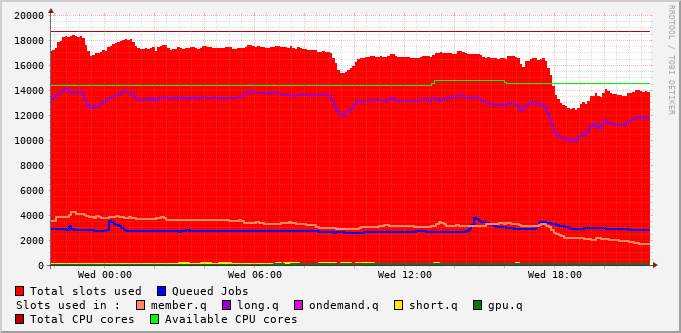 20000
18000
16000
14000
12000
10000
8000
6000
4000
2000
0
Wed 00:00 Wed 06:00 Wed 12:00 Wed 18:00
Total slots used Queued Jobs
Slots used in : member.q long.q ondemand.q short.q gpu.q
Total CPU cores Available CPU cores
RRDTOOL / TOBI OETIKER